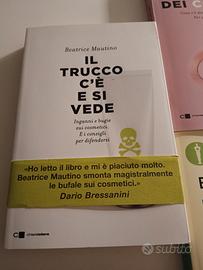 Beatrice Mautino
IL
TRUCCO
C'È
E SI
VEDE
Inganni e bugie
sui cosmetici.
E i consigli
per difendersi
«Ho letto il libro e mi è piaciuto molto.
Beatrice Mautino smonta magistralmente
le bufale sui cosmetici.»
Dario Bressanini
chiarelettere
DEI C
subito